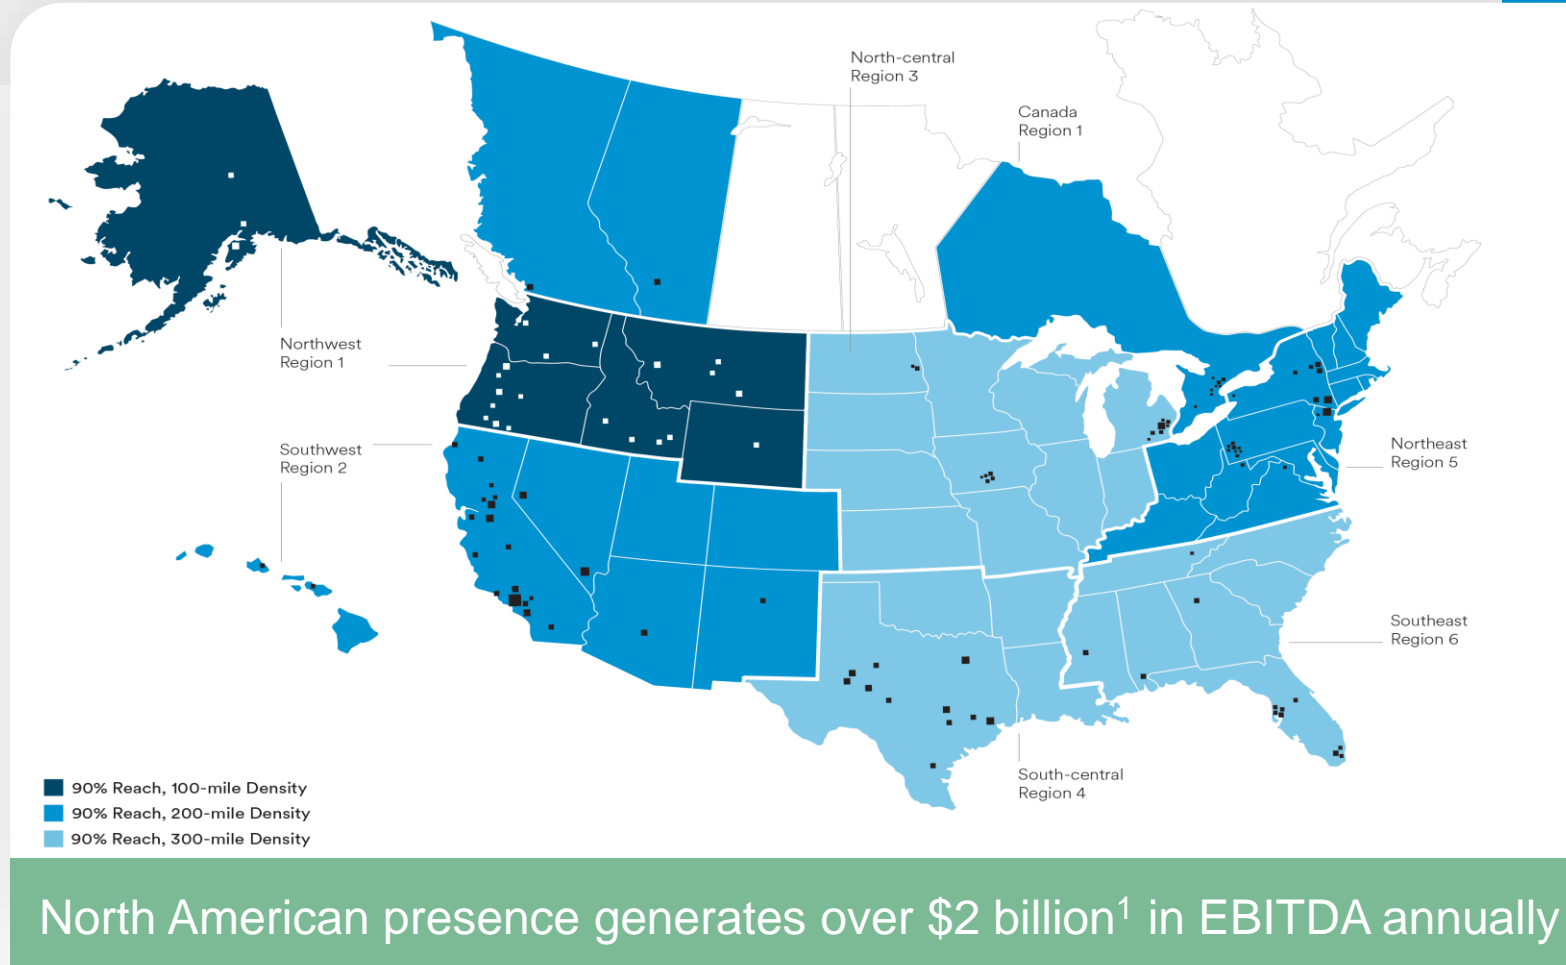 North-central
Region 3
Canada
Region 1
Northwest
Region 1
Southwest
Region 2
Northeast
Region 5
Southeast
Region 6
South-central
Region 4
90% Reach, 100-mile Density
90% Reach, 200-mile Density
90% Reach, 300-mile Density
North American presence generates over $2 billion¹ in EBITDA annually